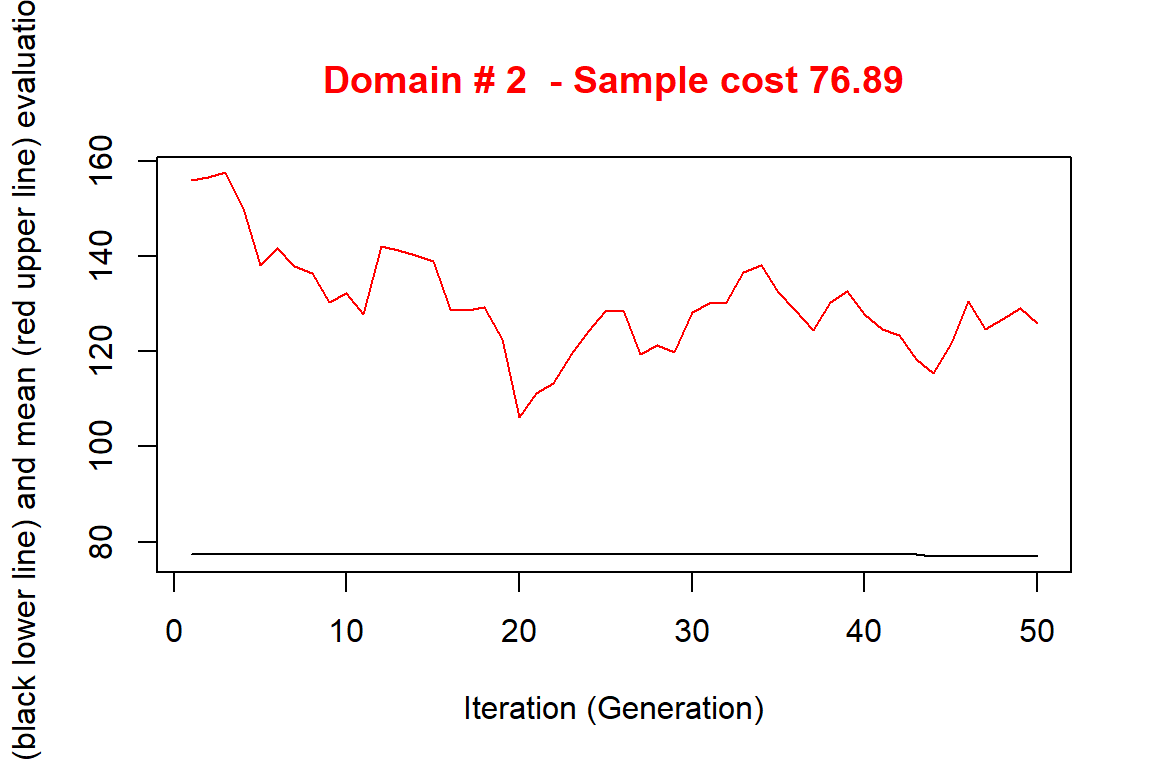 Domain # 2  - Sample cost 76.89
(black lower line) and mean (red upper line) evaluatio
160
140
120
100
80
0 10 20 30 40 50
Iteration (Generation)